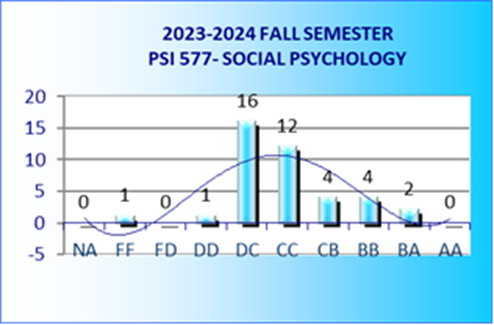 2023-2024 FALL SEMESTER
PSI 577- SOCIAL PSYCHOLOGY
20
15
10
5
0
-5
0 1 0 1 16 12 4 4 2 0
NA FF FD DD DC CC CB BB BA AA